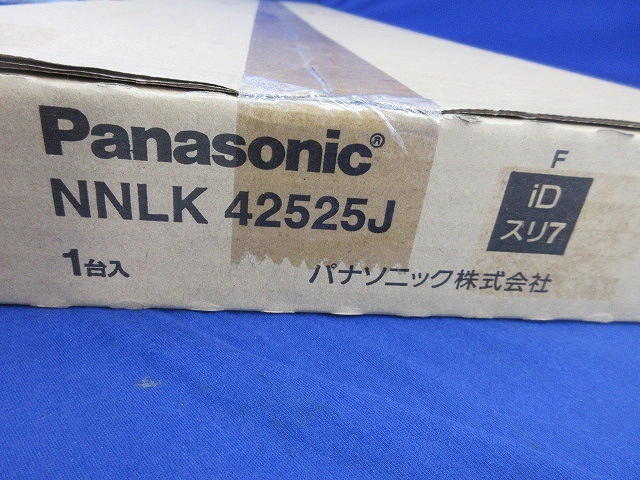 Panasonic®
NNLK 42525J
1台入
パナソニック株式会社
F
iD
スリ7